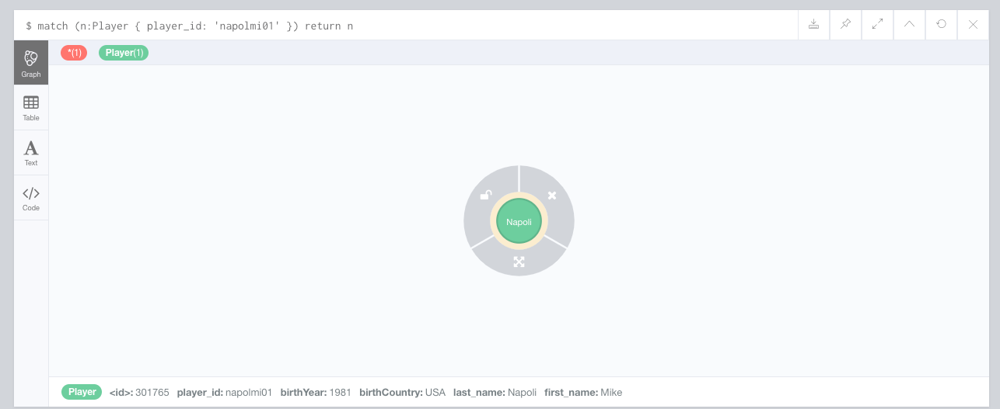 $ match (n:Player { player_id: 'napolmi01' }) return n
*(1) Player(1)
Graph
Table
A
Text
</>
Code
Napoli
Player <id>: 301765 player_id: napolmi01 birthYear: 1981 birthCountry: USA last_name: Napoli first_name: Mike